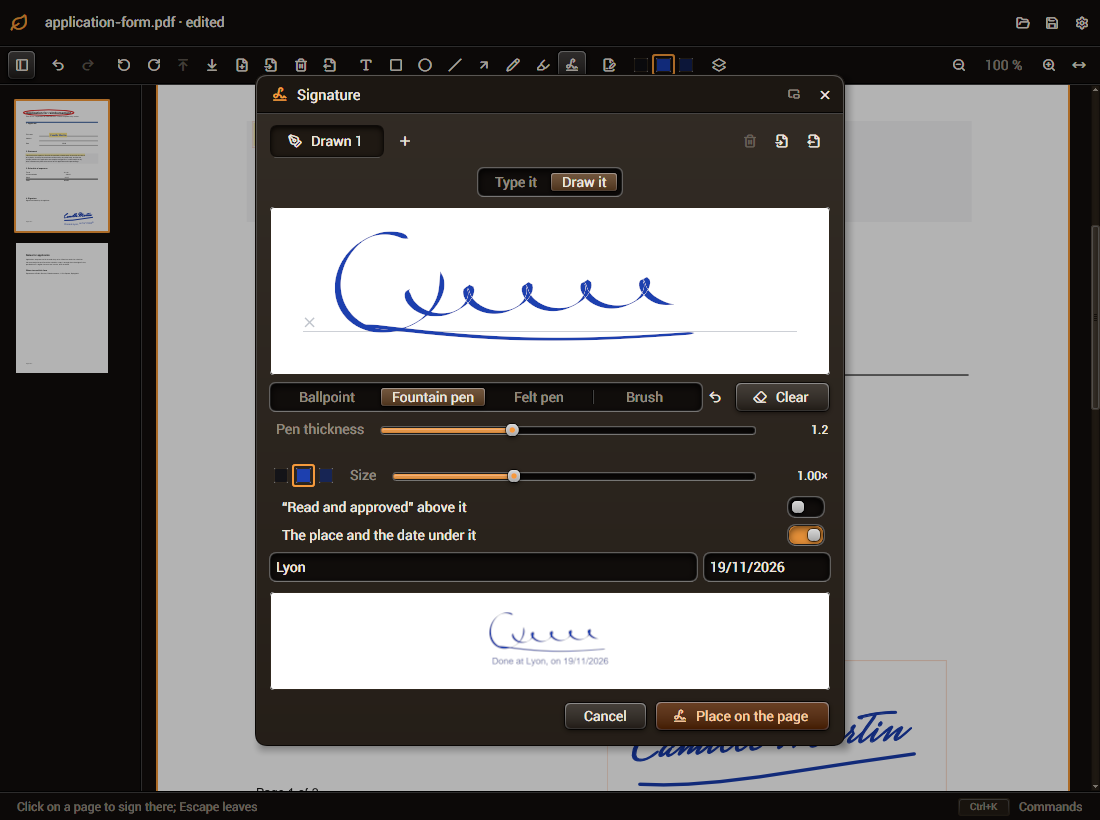 application-form.pdf · edited
100 %
Signature
Drawn 1
+
Type it
Draw it
Ballpoint
Fountain pen
Felt pen
Brush
Clear
Pen thickness
1.2
Size
1.00×
“Read and approved” above it
The place and the date under it
Lyon
19/11/2026
Done at Lyon, on 19/11/2026
Cancel
Place on the page
Click on a page to sign there; Escape leaves
Ctrl+K
Commands